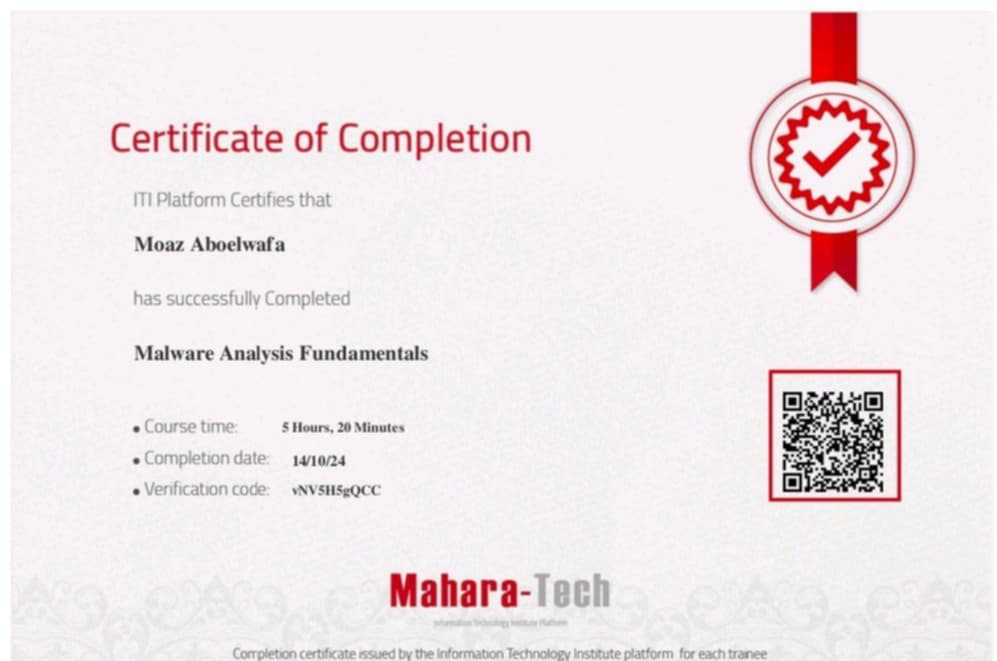 Certificate of Completion
ITI Platform Certifies that
Moaz Aboelwafa
has successfully Completed
Malware Analysis Fundamentals
• Course time: 5 Hours, 20 Minutes
• Completion date: 14/10/24
• Verification code: vNV5H5gQCC
Mahara-Tech
Information Technology Institute Platform
Completion certificate issued by the Information Technology Institute platform for each trainee